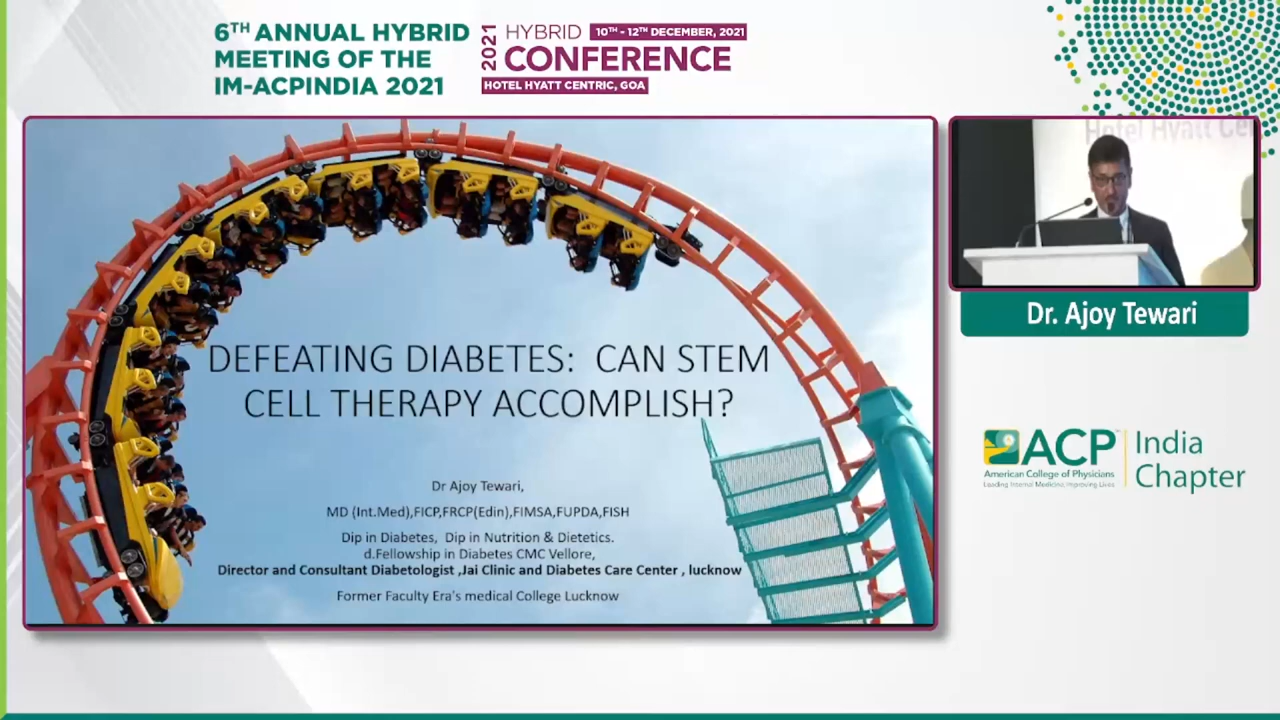 6TH ANNUAL HYBRID
MEETING OF THE
IM-ACPINDIA 2021
2021
HYBRID
10TH - 12TH DECEMBER, 2021
CONFERENCE
HOTEL HYATT CENTRIC, GOA
Hotel Hyatt Ce
DEFEATING DIABETES: CAN STEM
CELL THERAPY ACCOMPLISH?
Dr Ajoy Tewari,
MD (Int.Med),FICP,FRCP(Edin),FIMSA,FUPDA,FISH
Dip in Diabetes, Dip in Nutrition & Dietetics.
d.Fellowship in Diabetes CMC Vellore,
Director and Consultant Diabetologist ,Jai Clinic and Diabetes Care Center , lucknow
Former Faculty Era's medical College Lucknow
Dr. Ajoy Tewari
ACP
American College of Physicians
Leading Internal Medicine, Improving Lives
India
Chapter